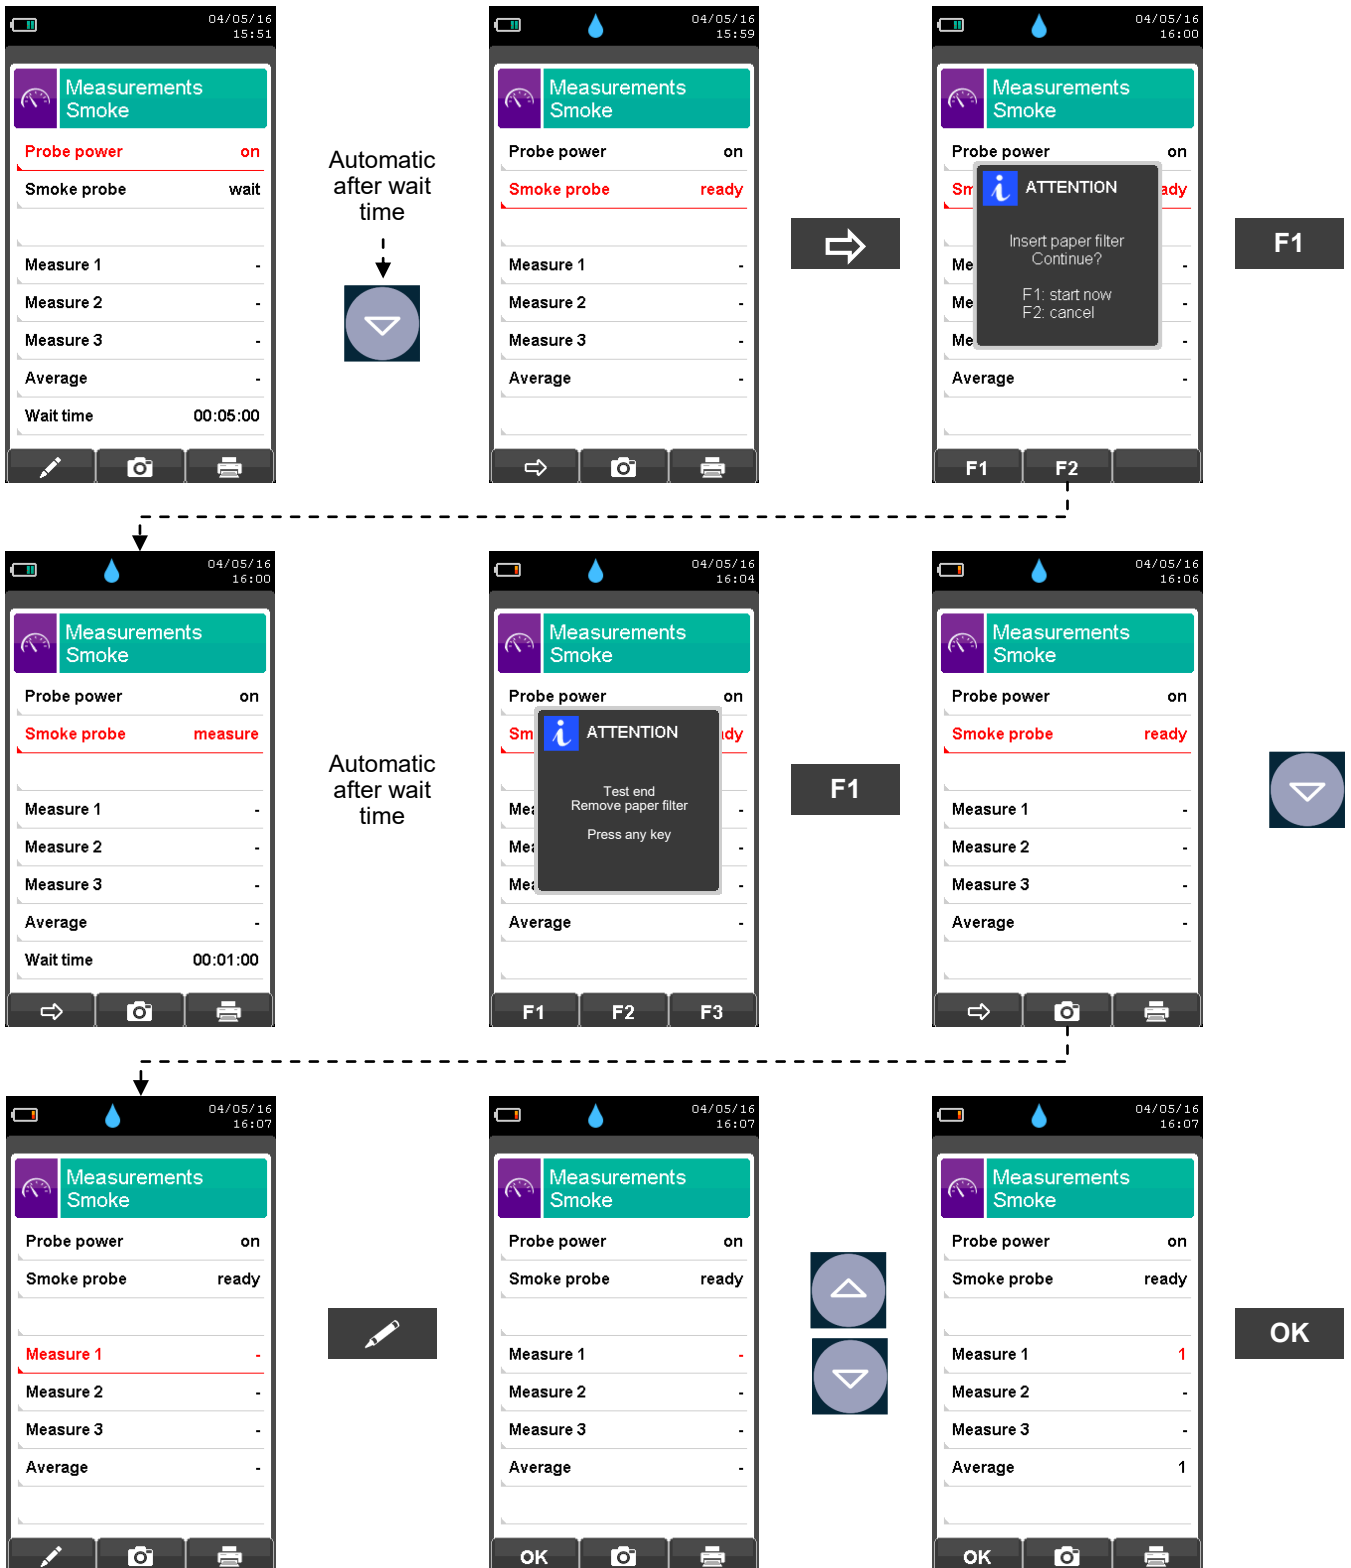 04/05/16
15:51
Measurements
Smoke
Probe power on
Smoke probe wait
Measure 1 -
Measure 2 -
Measure 3 -
Average -
Wait time 00:05:00
Automatic
after wait
time
04/05/16
15:59
Measurements
Smoke
Probe power on
Smoke probe ready
Measure 1 -
Measure 2 -
Measure 3 -
Average -
04/05/16
16:00
Measurements
Smoke
Probe power on
Sm ady
ATTENTION
Insert paper filter
Continue?
F1: start now
F2: cancel
Me -
Me -
Me -
Average -
F1 F2
F1
04/05/16
16:00
Measurements
Smoke
Probe power on
Smoke probe measure
Measure 1 -
Measure 2 -
Measure 3 -
Average -
Wait time 00:01:00
Automatic
after wait
time
04/05/16
16:04
Measurements
Smoke
Probe power on
Sm dy
ATTENTION
Test end
Remove paper filter
Press any key
Mea -
Mea -
Mea -
Average -
F1 F2 F3
F1
04/05/16
16:06
Measurements
Smoke
Probe power on
Smoke probe ready
Measure 1 -
Measure 2 -
Measure 3 -
Average -
04/05/16
16:07
Measurements
Smoke
Probe power on
Smoke probe ready
Measure 1 -
Measure 2 -
Measure 3 -
Average -
04/05/16
16:07
Measurements
Smoke
Probe power on
Smoke probe ready
Measure 1 -
Measure 2 -
Measure 3 -
Average -
OK
04/05/16
16:07
Measurements
Smoke
Probe power on
Smoke probe ready
Measure 1 1
Measure 2 -
Measure 3 -
Average 1
OK
OK